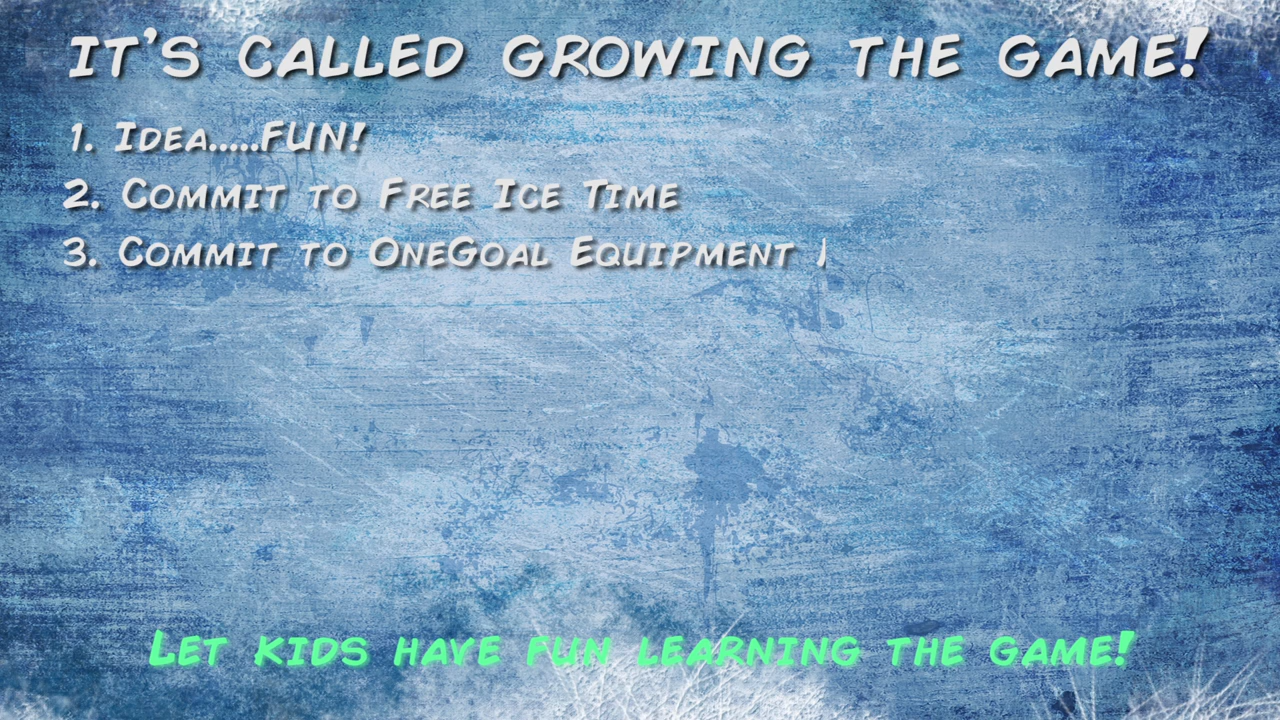 It's called growing the game!
1. Idea.....FUN!
2. Commit to Free Ice Time
3. Commit to OneGoal Equipment
Let kids have fun learning the game!